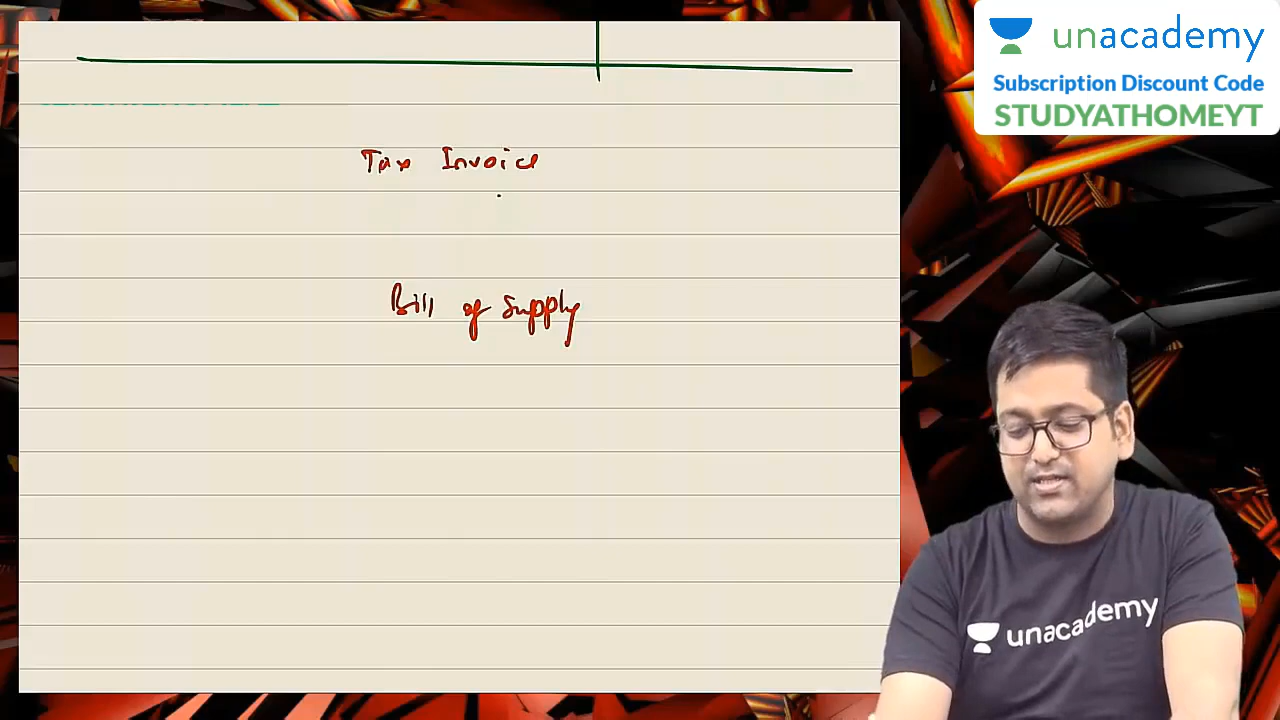 unacademy
Subscription Discount Code
STUDYATHOMEYT
Tax Invoice
Bill of Supply
unacademy